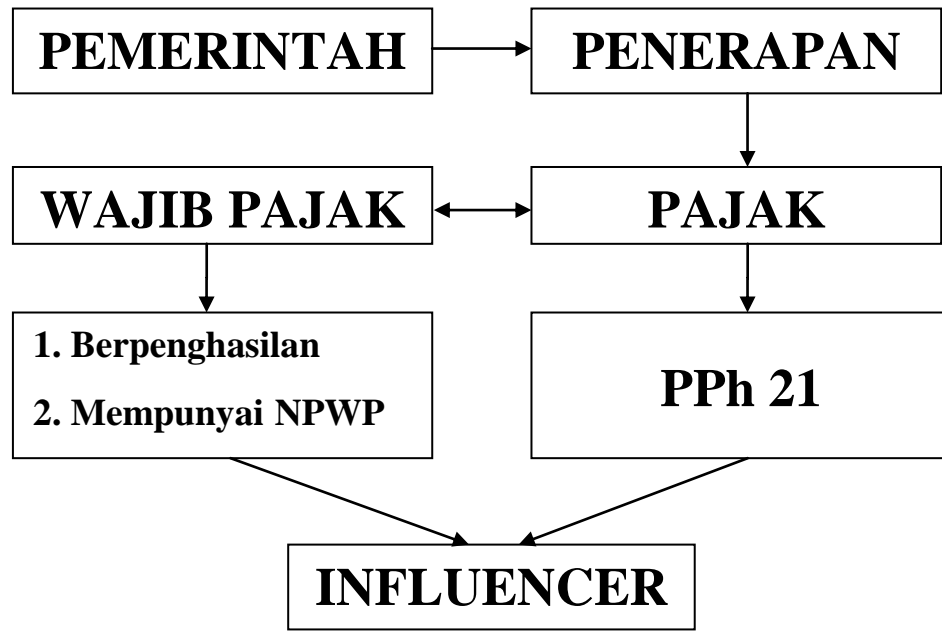 PEMERINTAH
PENERAPAN
WAJIB PAJAK
PAJAK
1. Berpenghasilan
2. Mempunyai NPWP
PPh 21
INFLUENCER